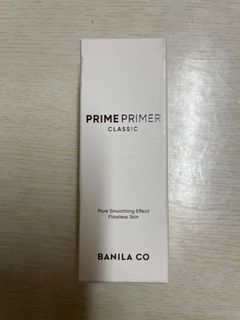 PRIME PRIMER
CLASSIC
Pore Smoothing Effect
Flawless Skin
BANILA CO